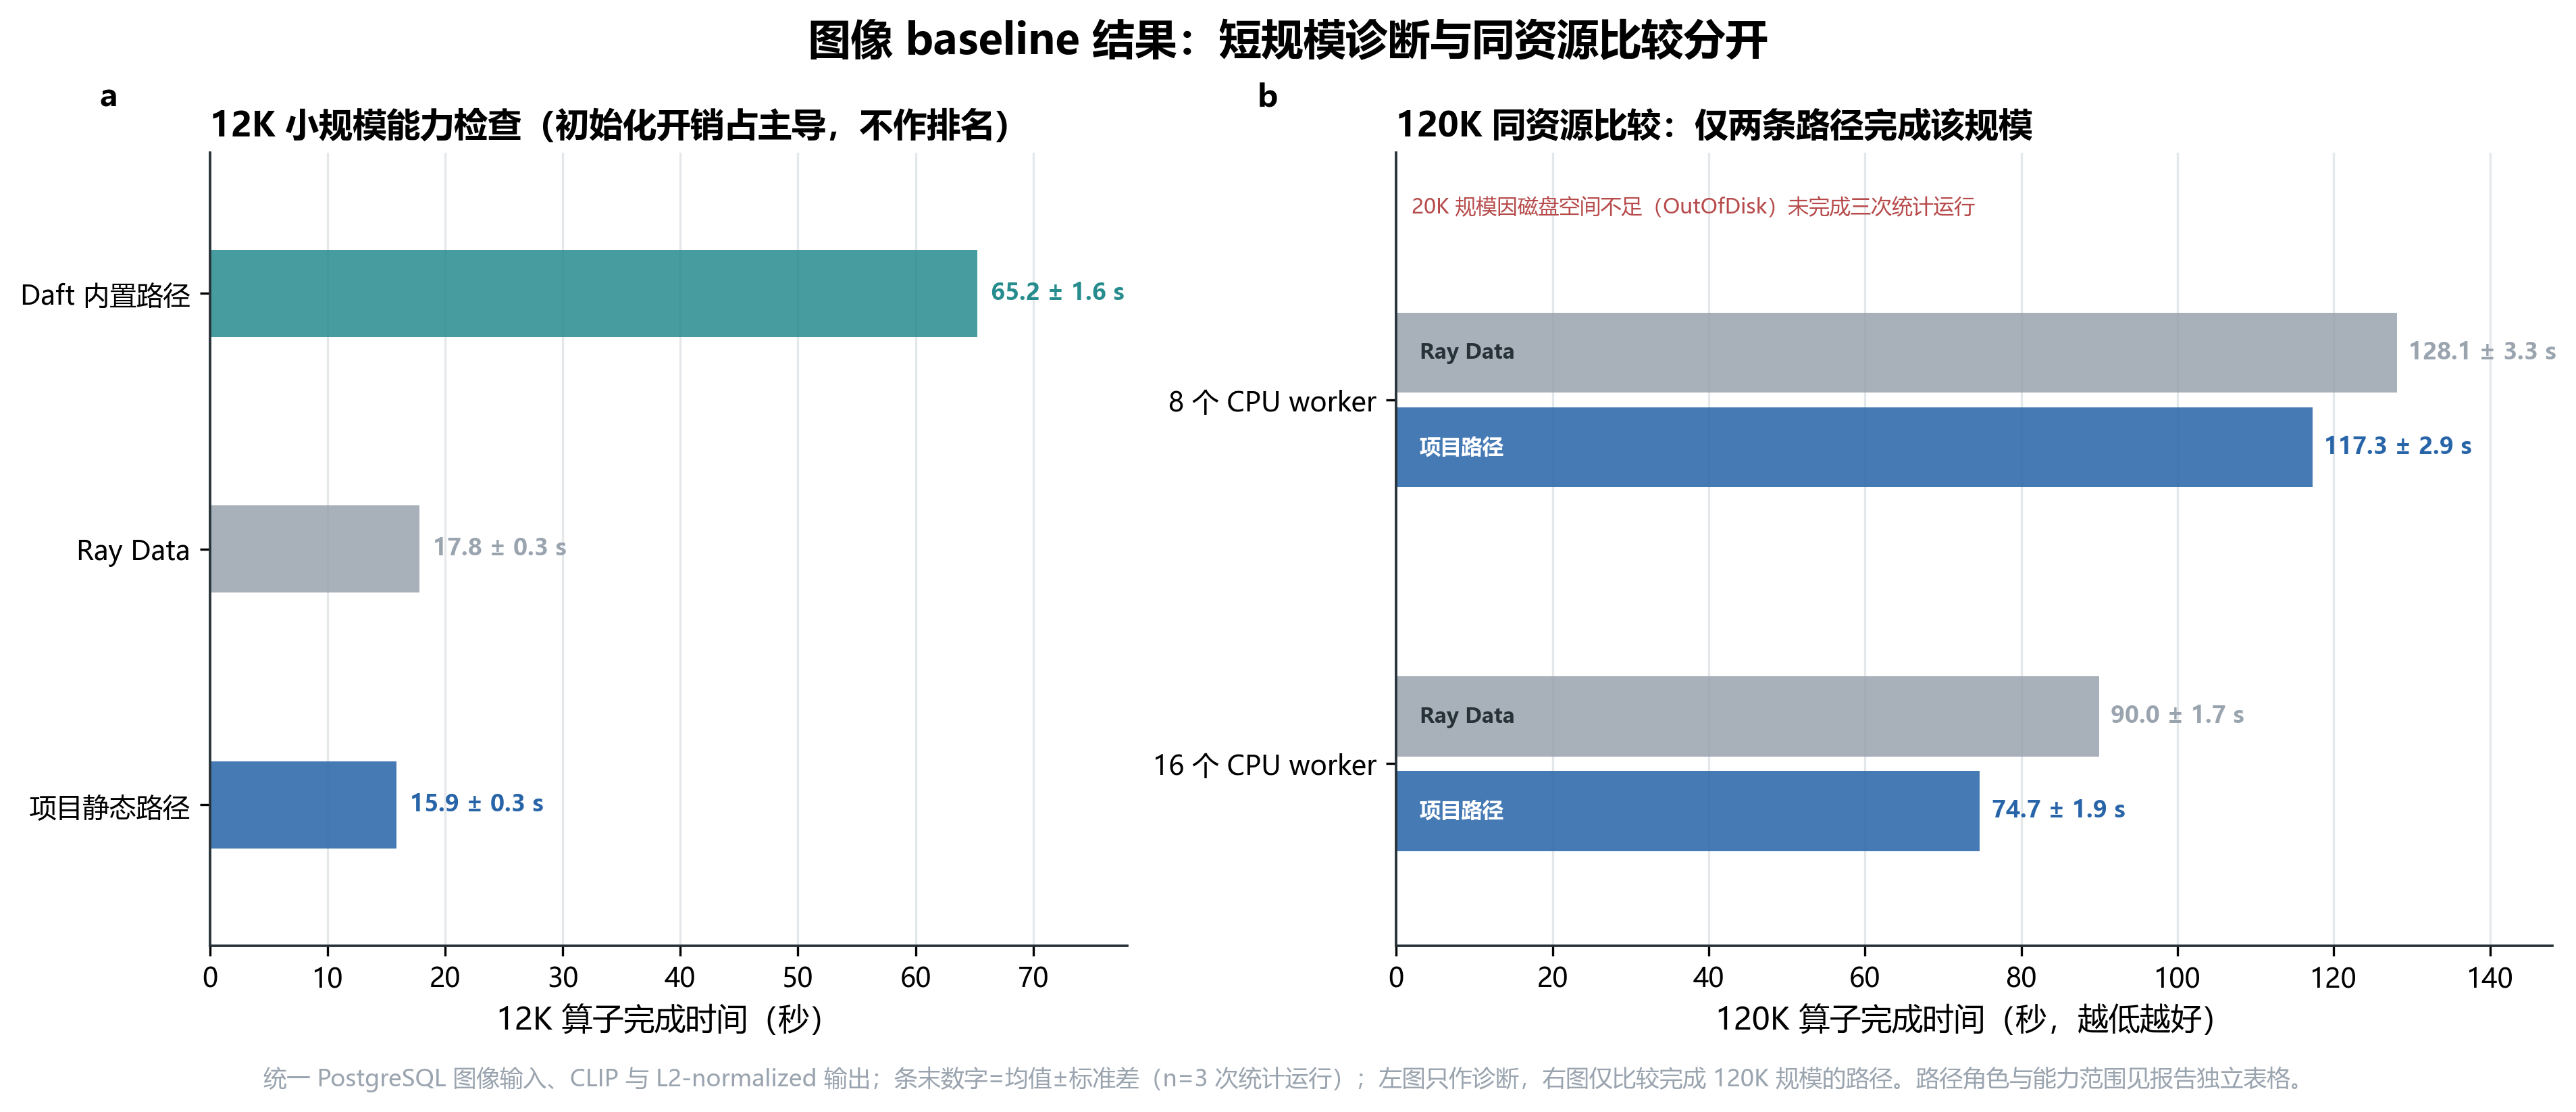 图像 baseline 结果：短规模诊断与同资源比较分开
a
12K 小规模能力检查（初始化开销占主导，不作排名）
Daft 内置路径
65.2 ± 1.6 s
Ray Data
17.8 ± 0.3 s
项目静态路径
15.9 ± 0.3 s
0 10 20 30 40 50 60 70
12K 算子完成时间（秒）
b
120K 同资源比较：仅两条路径完成该规模
20K 规模因磁盘空间不足（OutOfDisk）未完成三次统计运行
8 个 CPU worker
Ray Data
128.1 ± 3.3 s
项目路径
117.3 ± 2.9 s
16 个 CPU worker
Ray Data
90.0 ± 1.7 s
项目路径
74.7 ± 1.9 s
0 20 40 60 80 100 120 140
120K 算子完成时间（秒，越低越好）
统一 PostgreSQL 图像输入、CLIP 与 L2-normalized 输出；条末数字=均值±标准差（n=3 次统计运行）；左图只作诊断，右图仅比较完成 120K 规模的路径。路径角色与能力范围见报告独立表格。